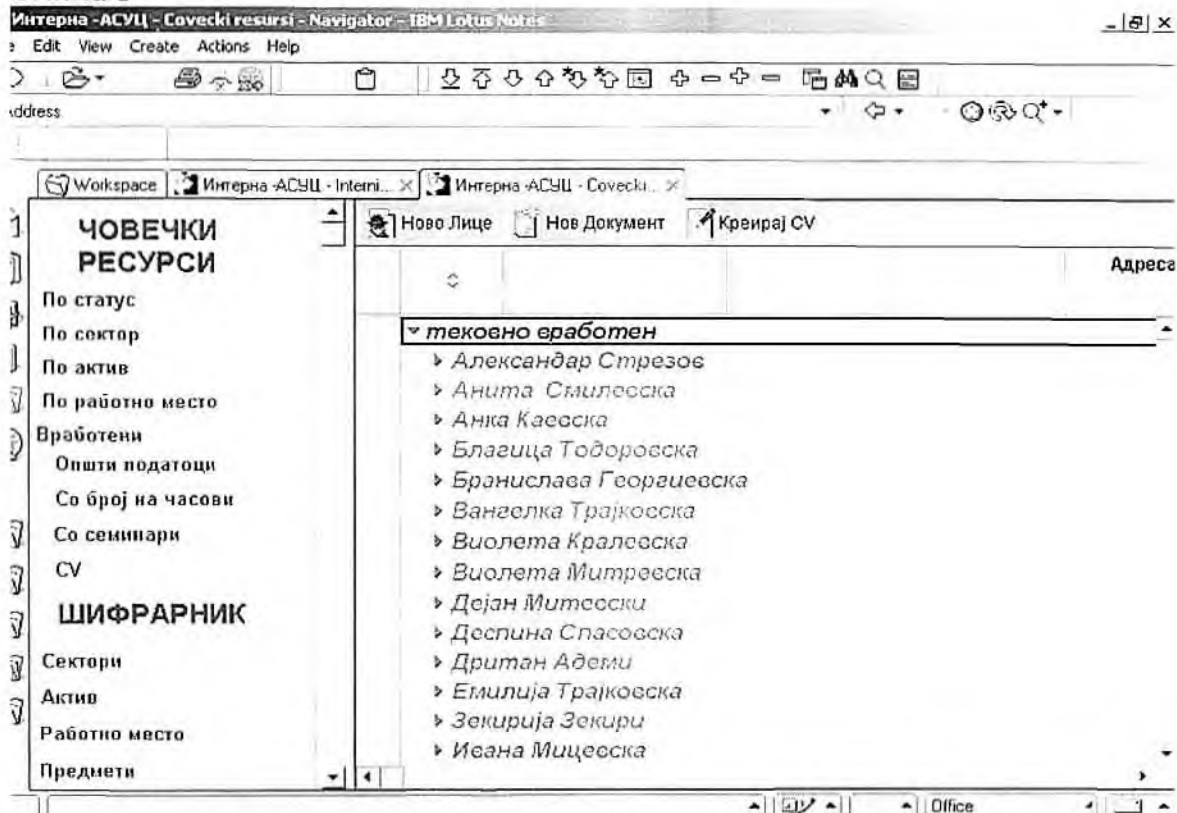 Интерна -АСУЦ - Covecki resursi - Navigator - IBM Lotus Notes
Edit View Create Actions Help
Address
Workspace
Интерна -АСУЦ - Interni...
Интерна -АСУЦ - Covecki...
ЧОВЕЧКИ
РЕСУРСИ
По статус
По сектор
По актив
По работно место
Вработени
Општи податоци
Со број на часови
Со семинари
CV
ШИФРАРНИК
Сектори
Актив
Работно место
Предмети
Ново Лице
Нов Документ
Креирај CV
Адреса
тековно вработен
Александар Стрезов
Анита Смилевска
Анка Каевска
Благица Тодоровска
Бранислава Георгиевска
Вангелка Трајковска
Виолета Кралевска
Виолета Митревска
Дејан Митевски
Деспина Спасовска
Дритан Адеми
Емилија Трајковска
Зекирија Зекири
Ивана Мицевска
Office